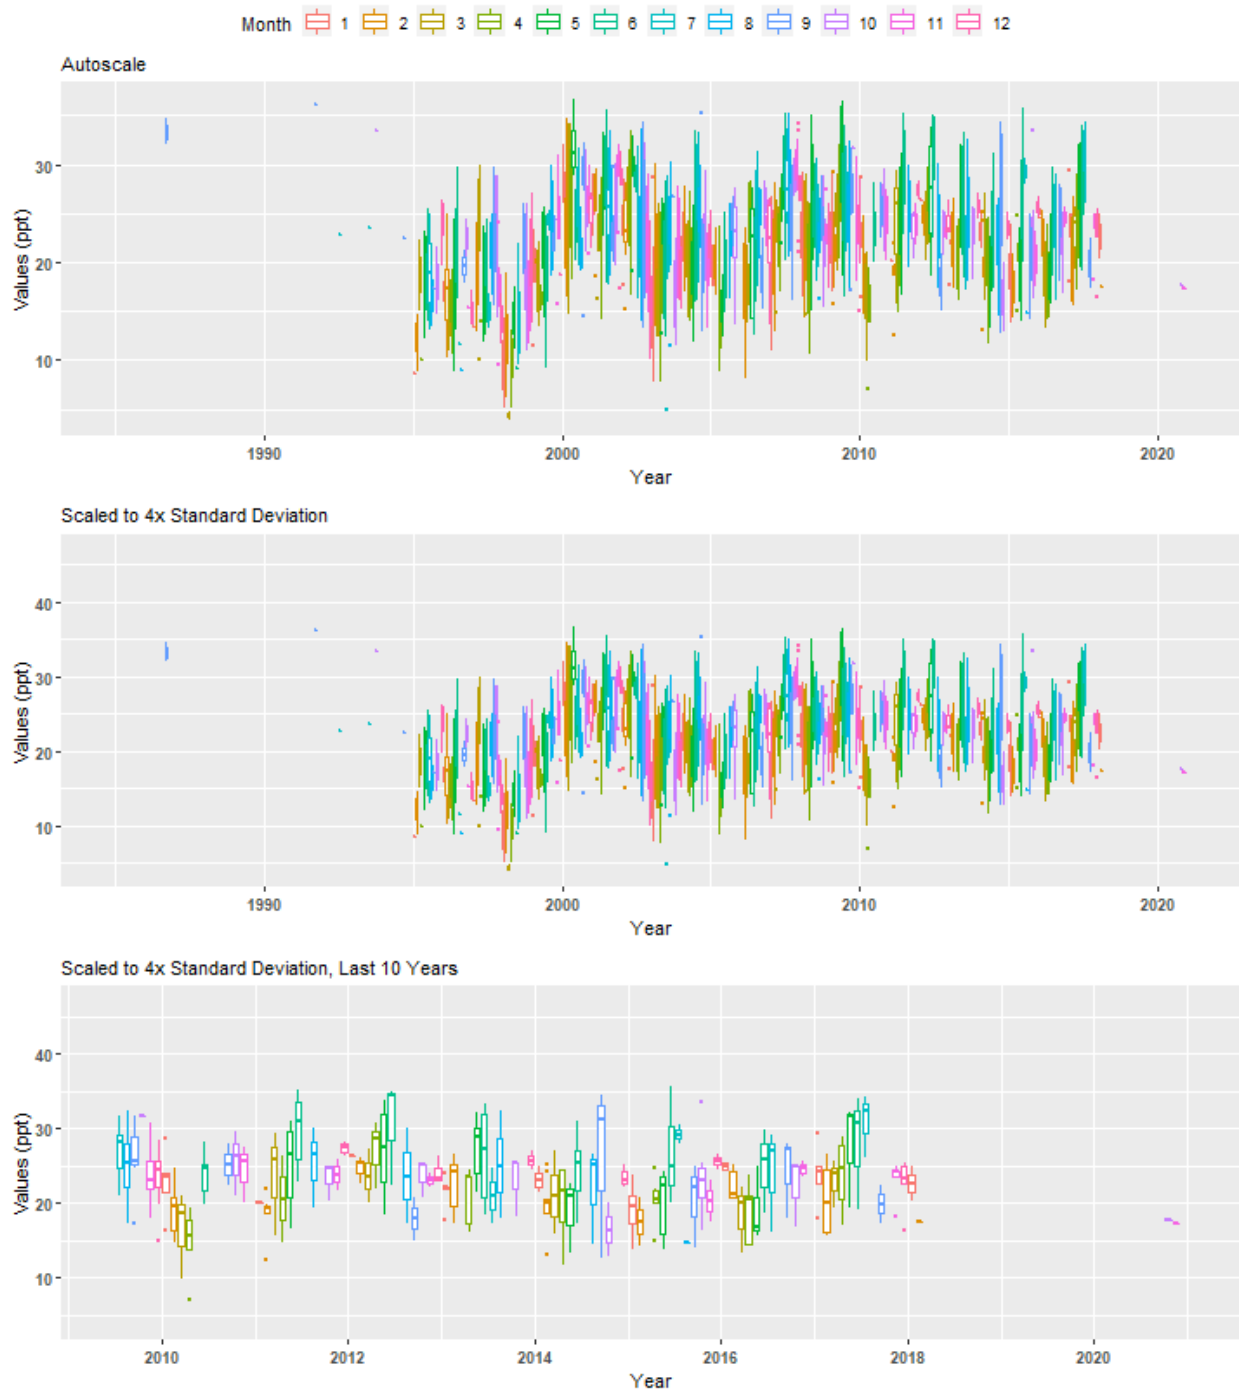 Month 1 2 3 4 5 6 7 8 9 10 11 12
Autoscale
Values (ppt)
30
20
10
1990 2000 2010 2020
Year
Scaled to 4x Standard Deviation
Values (ppt)
40
30
20
10
1990 2000 2010 2020
Year
Scaled to 4x Standard Deviation, Last 10 Years
Values (ppt)
40
30
20
10
2010 2012 2014 2016 2018 2020
Year